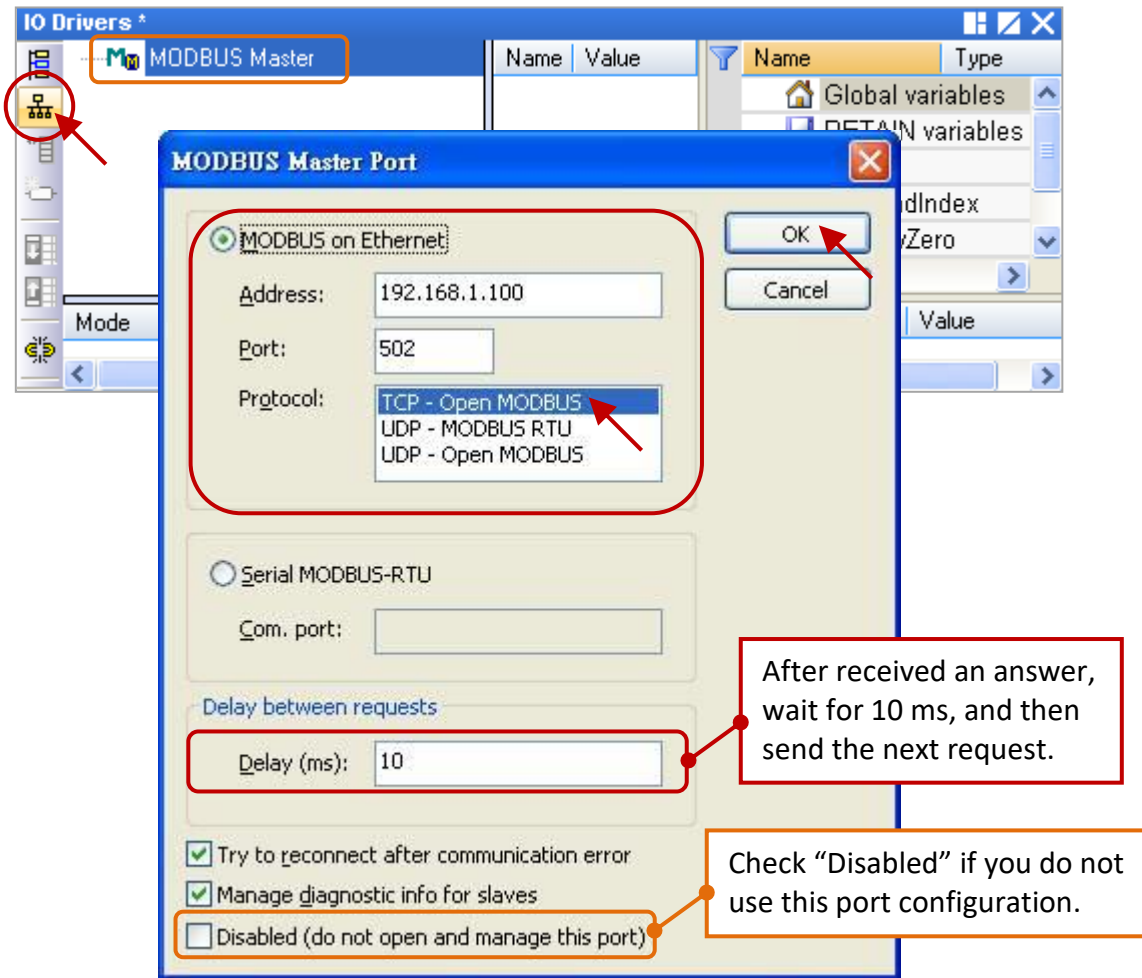 IO Drivers *
MODBUS Master
Name Value
Name Type
Global variables
RETAIN variables
MODBUS Master Port
MODBUS on Ethernet
OK
Address: 192.168.1.100
Cancel
Port: 502
Mode
Value
Protocol: TCP - Open MODBUS
UDP - MODBUS RTU
UDP - Open MODBUS
Serial MODBUS-RTU
Com. port:
Delay between requests
Delay (ms): 10
After received an answer,
wait for 10 ms, and then
send the next request.
Try to reconnect after communication error
Manage diagnostic info for slaves
Disabled (do not open and manage this port)
Check “Disabled” if you do not
use this port configuration.